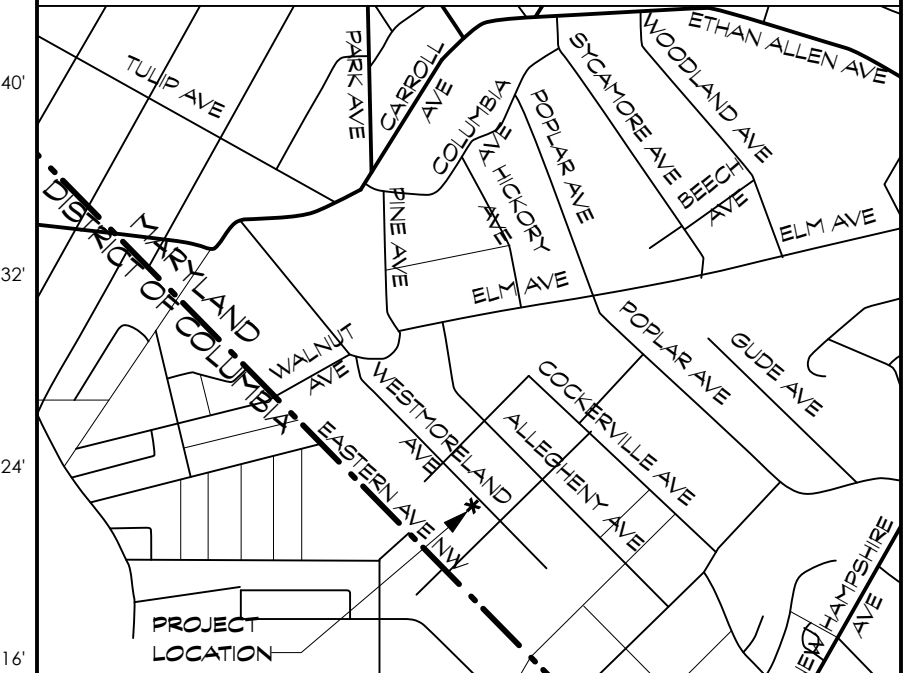 ETHAN ALLEN AVE
WOODLAND AVE
SYCAMORE AVE
PARK AVE
CARROLL
AVE
TULIP AVE
COLUMBIA
AVE
POPLAR AVE
40'
BEECH
AVE
HICKORY
AVE
PINE AVE
ELM AVE
DISTRICT OF COLUMBIA
MARYLAND
32'
ELM AVE
POPLAR AVE
GUDE AVE
WALNUT
AVE
WESTMORELAND
AVE
COCKERVILLE AVE
ALLEGHENY AVE
EASTERN AVE NW
24'
NEW HAMPSHIRE
AVE
PROJECT
LOCATION
16'